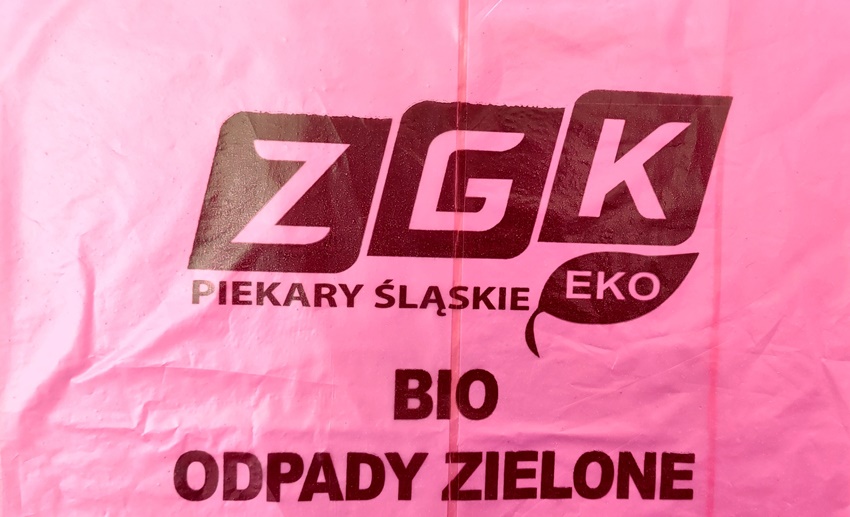 ZGK
PIEKARY ŚLĄSKIE EKO
BIO
ODPADY ZIELONE